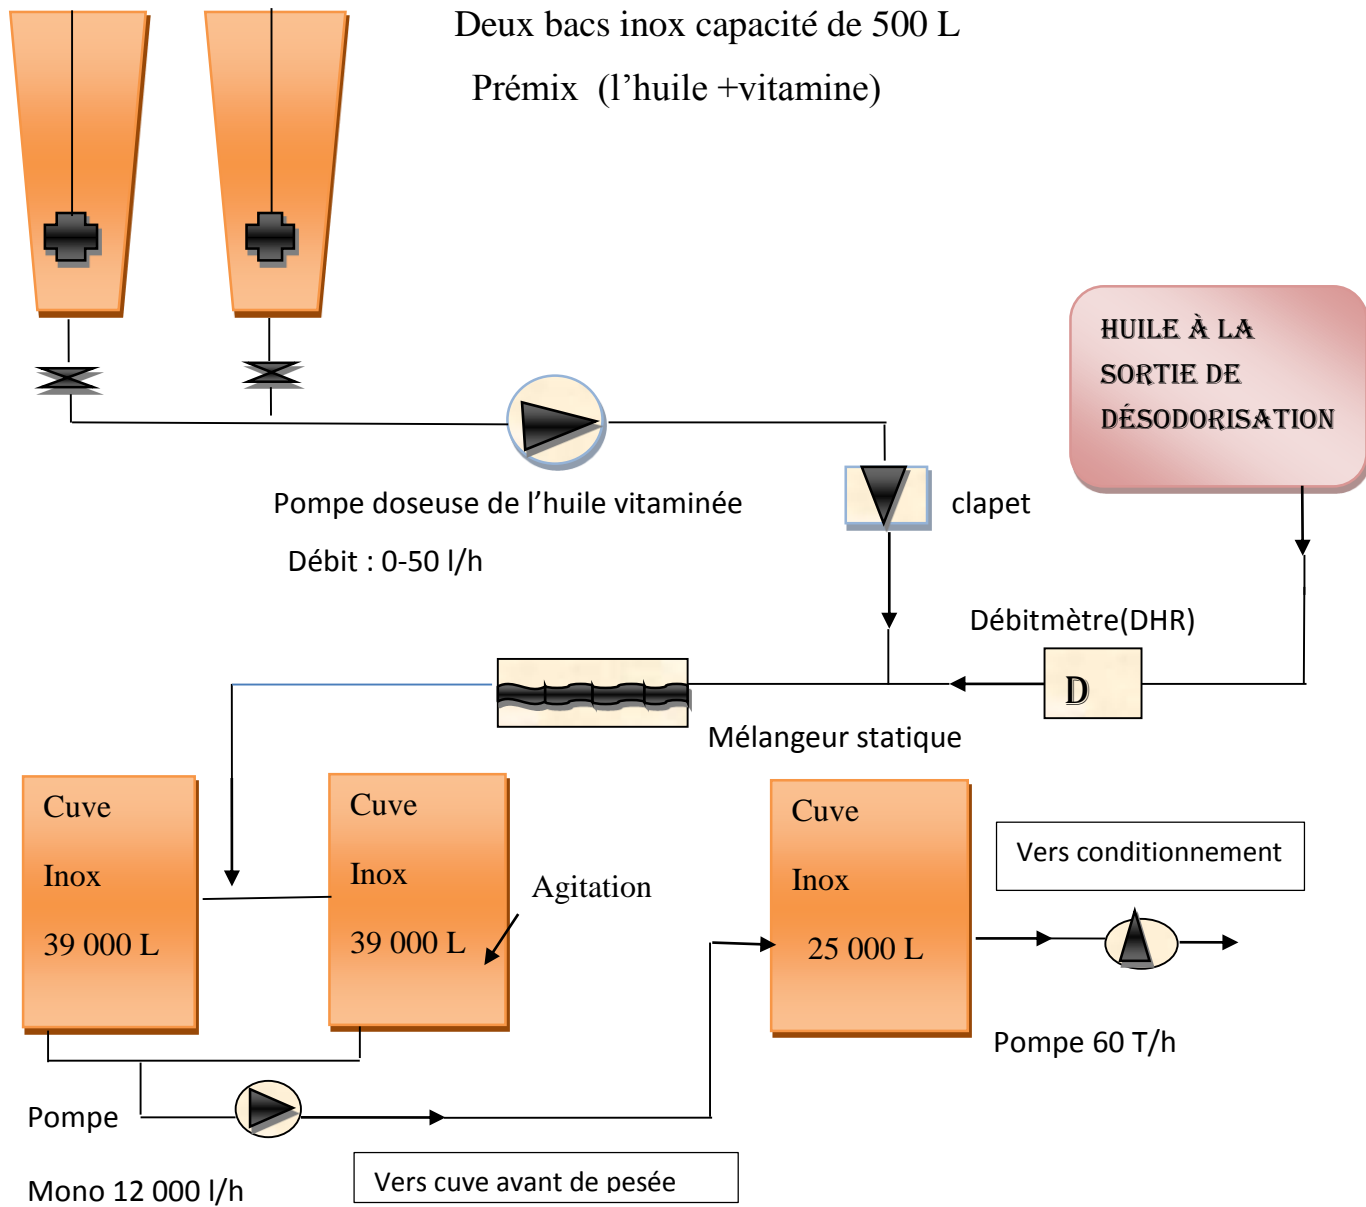 Deux bacs inox capacité de 500 L
Prémix (l’huile +vitamine)
HUILE À LA
SORTIE DE
DÉSODORISATION
Pompe doseuse de l’huile vitaminée
Débit : 0-50 l/h
clapet
Débitmètre(DHR)
D
Mélangeur statique
Cuve
Inox
39 000 L
Cuve
Inox
39 000 L
Agitation
Cuve
Inox
25 000 L
Vers conditionnement
Pompe 60 T/h
Pompe
Mono 12 000 l/h
Vers cuve avant de pesée